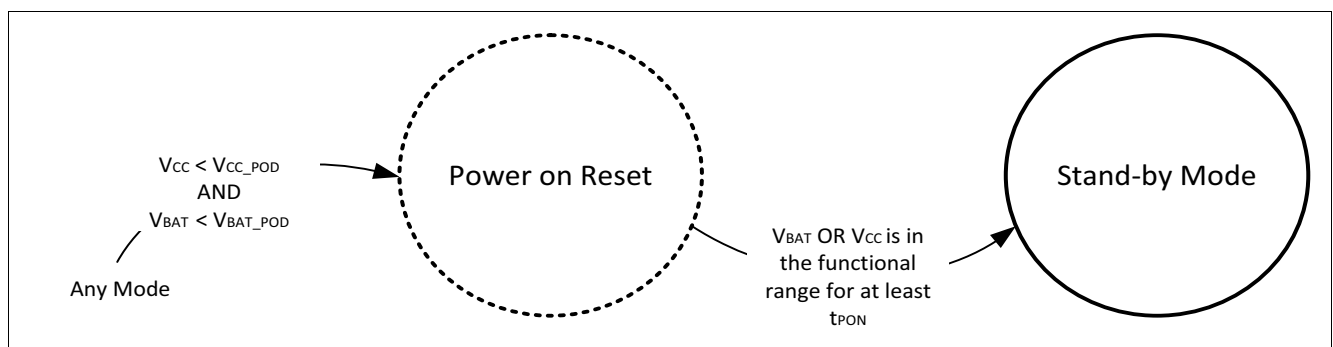 VCC < VCC_POD
AND
VBAT < VBAT_POD
Any Mode
Power on Reset
VBAT OR VCC is in
the functional
range for at least
tPON
Stand-by Mode